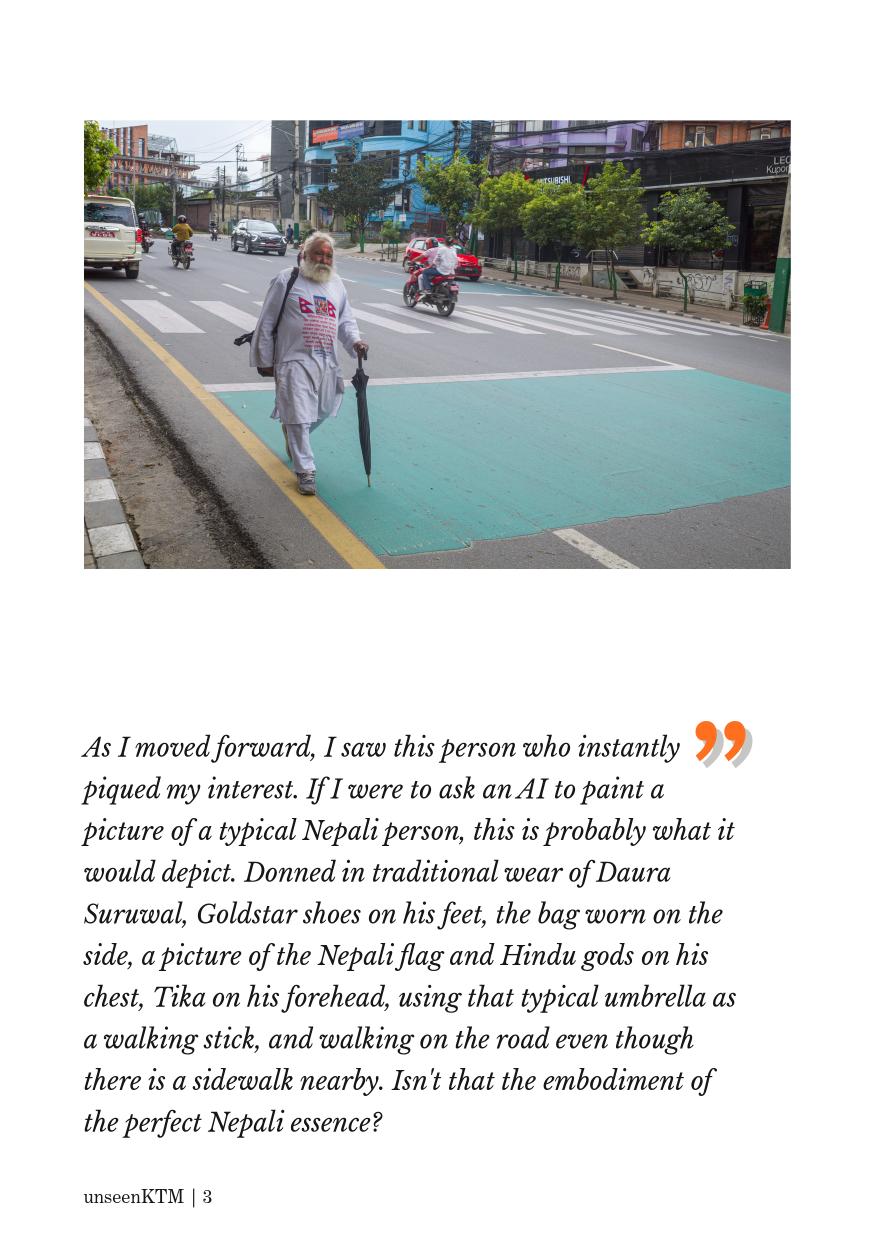 LEC
Kupon
MITSUBISHI
As I moved forward, I saw this person who instantly
piqued my interest. If I were to ask an AI to paint a
picture of a typical Nepali person, this is probably what it
would depict. Donned in traditional wear of Daura
Suruwal, Goldstar shoes on his feet, the bag worn on the
side, a picture of the Nepali flag and Hindu gods on his
chest, Tika on his forehead, using that typical umbrella as
a walking stick, and walking on the road even though
there is a sidewalk nearby. Isn't that the embodiment of
the perfect Nepali essence?
unseenKTM | 3